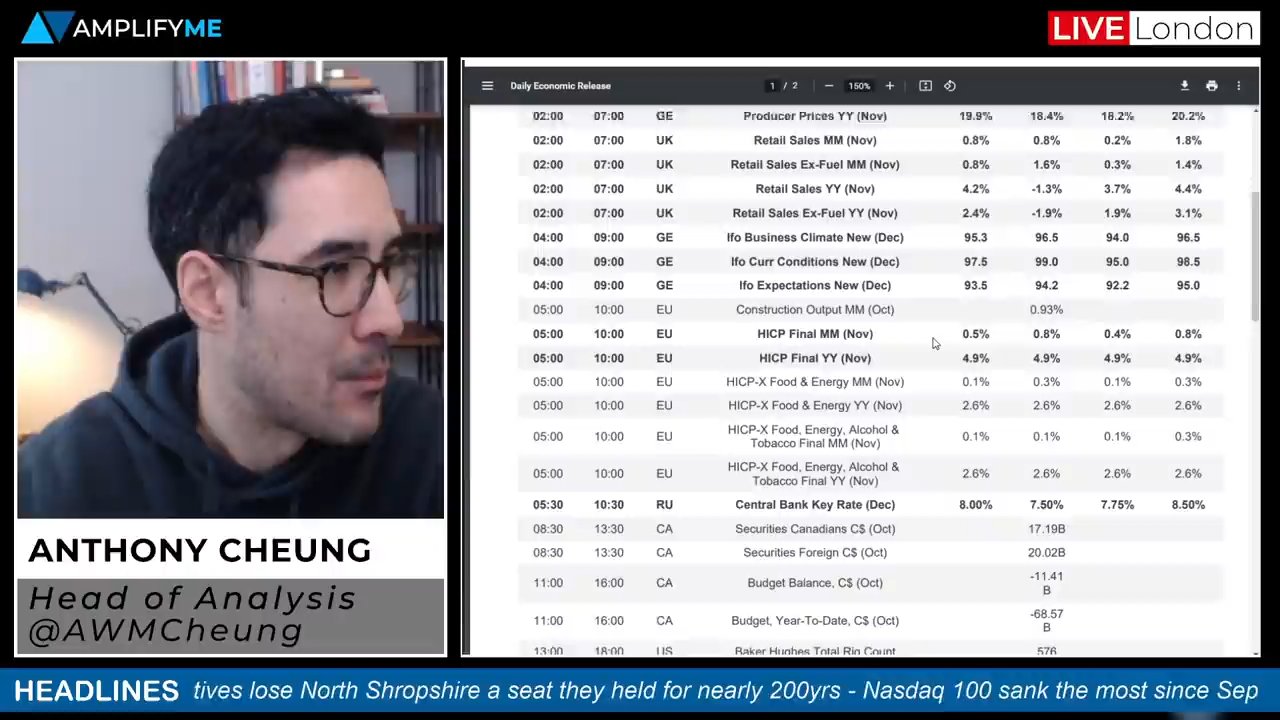 AMPLIFYME
LIVE London
Daily Economic Release
1 / 2
150%
02:00 07:00 GE Producer Prices YY (Nov) 19.9% 18.4% 18.2% 20.2%
02:00 07:00 UK Retail Sales MM (Nov) 0.8% 0.8% 0.2% 1.8%
02:00 07:00 UK Retail Sales Ex-Fuel MM (Nov) 0.8% 1.6% 0.3% 1.4%
02:00 07:00 UK Retail Sales YY (Nov) 4.2% -1.3% 3.7% 4.4%
02:00 07:00 UK Retail Sales Ex-Fuel YY (Nov) 2.4% -1.9% 1.9% 3.1%
04:00 09:00 GE Ifo Business Climate New (Dec) 95.3 96.5 94.0 96.5
04:00 09:00 GE Ifo Curr Conditions New (Dec) 97.5 99.0 95.0 98.5
04:00 09:00 GE Ifo Expectations New (Dec) 93.5 94.2 92.2 95.0
05:00 10:00 EU Construction Output MM (Oct) 0.93%
05:00 10:00 EU HICP Final MM (Nov) 0.5% 0.8% 0.4% 0.8%
05:00 10:00 EU HICP Final YY (Nov) 4.9% 4.9% 4.9% 4.9%
05:00 10:00 EU HICP-X Food & Energy MM (Nov) 0.1% 0.3% 0.1% 0.3%
05:00 10:00 EU HICP-X Food & Energy YY (Nov) 2.6% 2.6% 2.6% 2.6%
05:00 10:00 EU HICP-X Food, Energy, Alcohol &
Tobacco Final MM (Nov) 0.1% 0.1% 0.1% 0.3%
05:00 10:00 EU HICP-X Food, Energy, Alcohol &
Tobacco Final YY (Nov) 2.6% 2.6% 2.6% 2.6%
05:30 10:30 RU Central Bank Key Rate (Dec) 8.00% 7.50% 7.75% 8.50%
08:30 13:30 CA Securities Canadians C$ (Oct) 17.19B
08:30 13:30 CA Securities Foreign C$ (Oct) 20.02B
11:00 16:00 CA Budget Balance, C$ (Oct) -11.41
B
11:00 16:00 CA Budget, Year-To-Date, C$ (Oct) -68.57
B
13:00 18:00 US Baker Hughes Total Rig Count 576
ANTHONY CHEUNG
Head of Analysis
@AWMCheung
HEADLINES tives lose North Shropshire a seat they held for nearly 200yrs - Nasdaq 100 sank the most since Sep